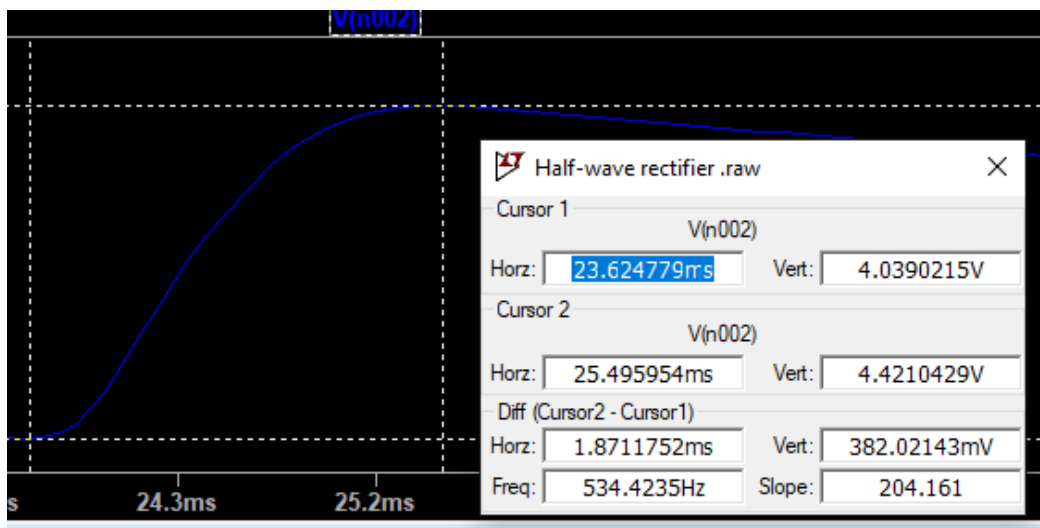 V(n002)
Half-wave rectifier .raw
Cursor 1
V(n002)
Horz: 23.624779ms Vert: 4.0390215V
Cursor 2
V(n002)
Horz: 25.495954ms Vert: 4.4210429V
Diff (Cursor2 - Cursor1)
Horz: 1.8711752ms Vert: 382.02143mV
Freq: 534.4235Hz Slope: 204.161
s 24.3ms 25.2ms